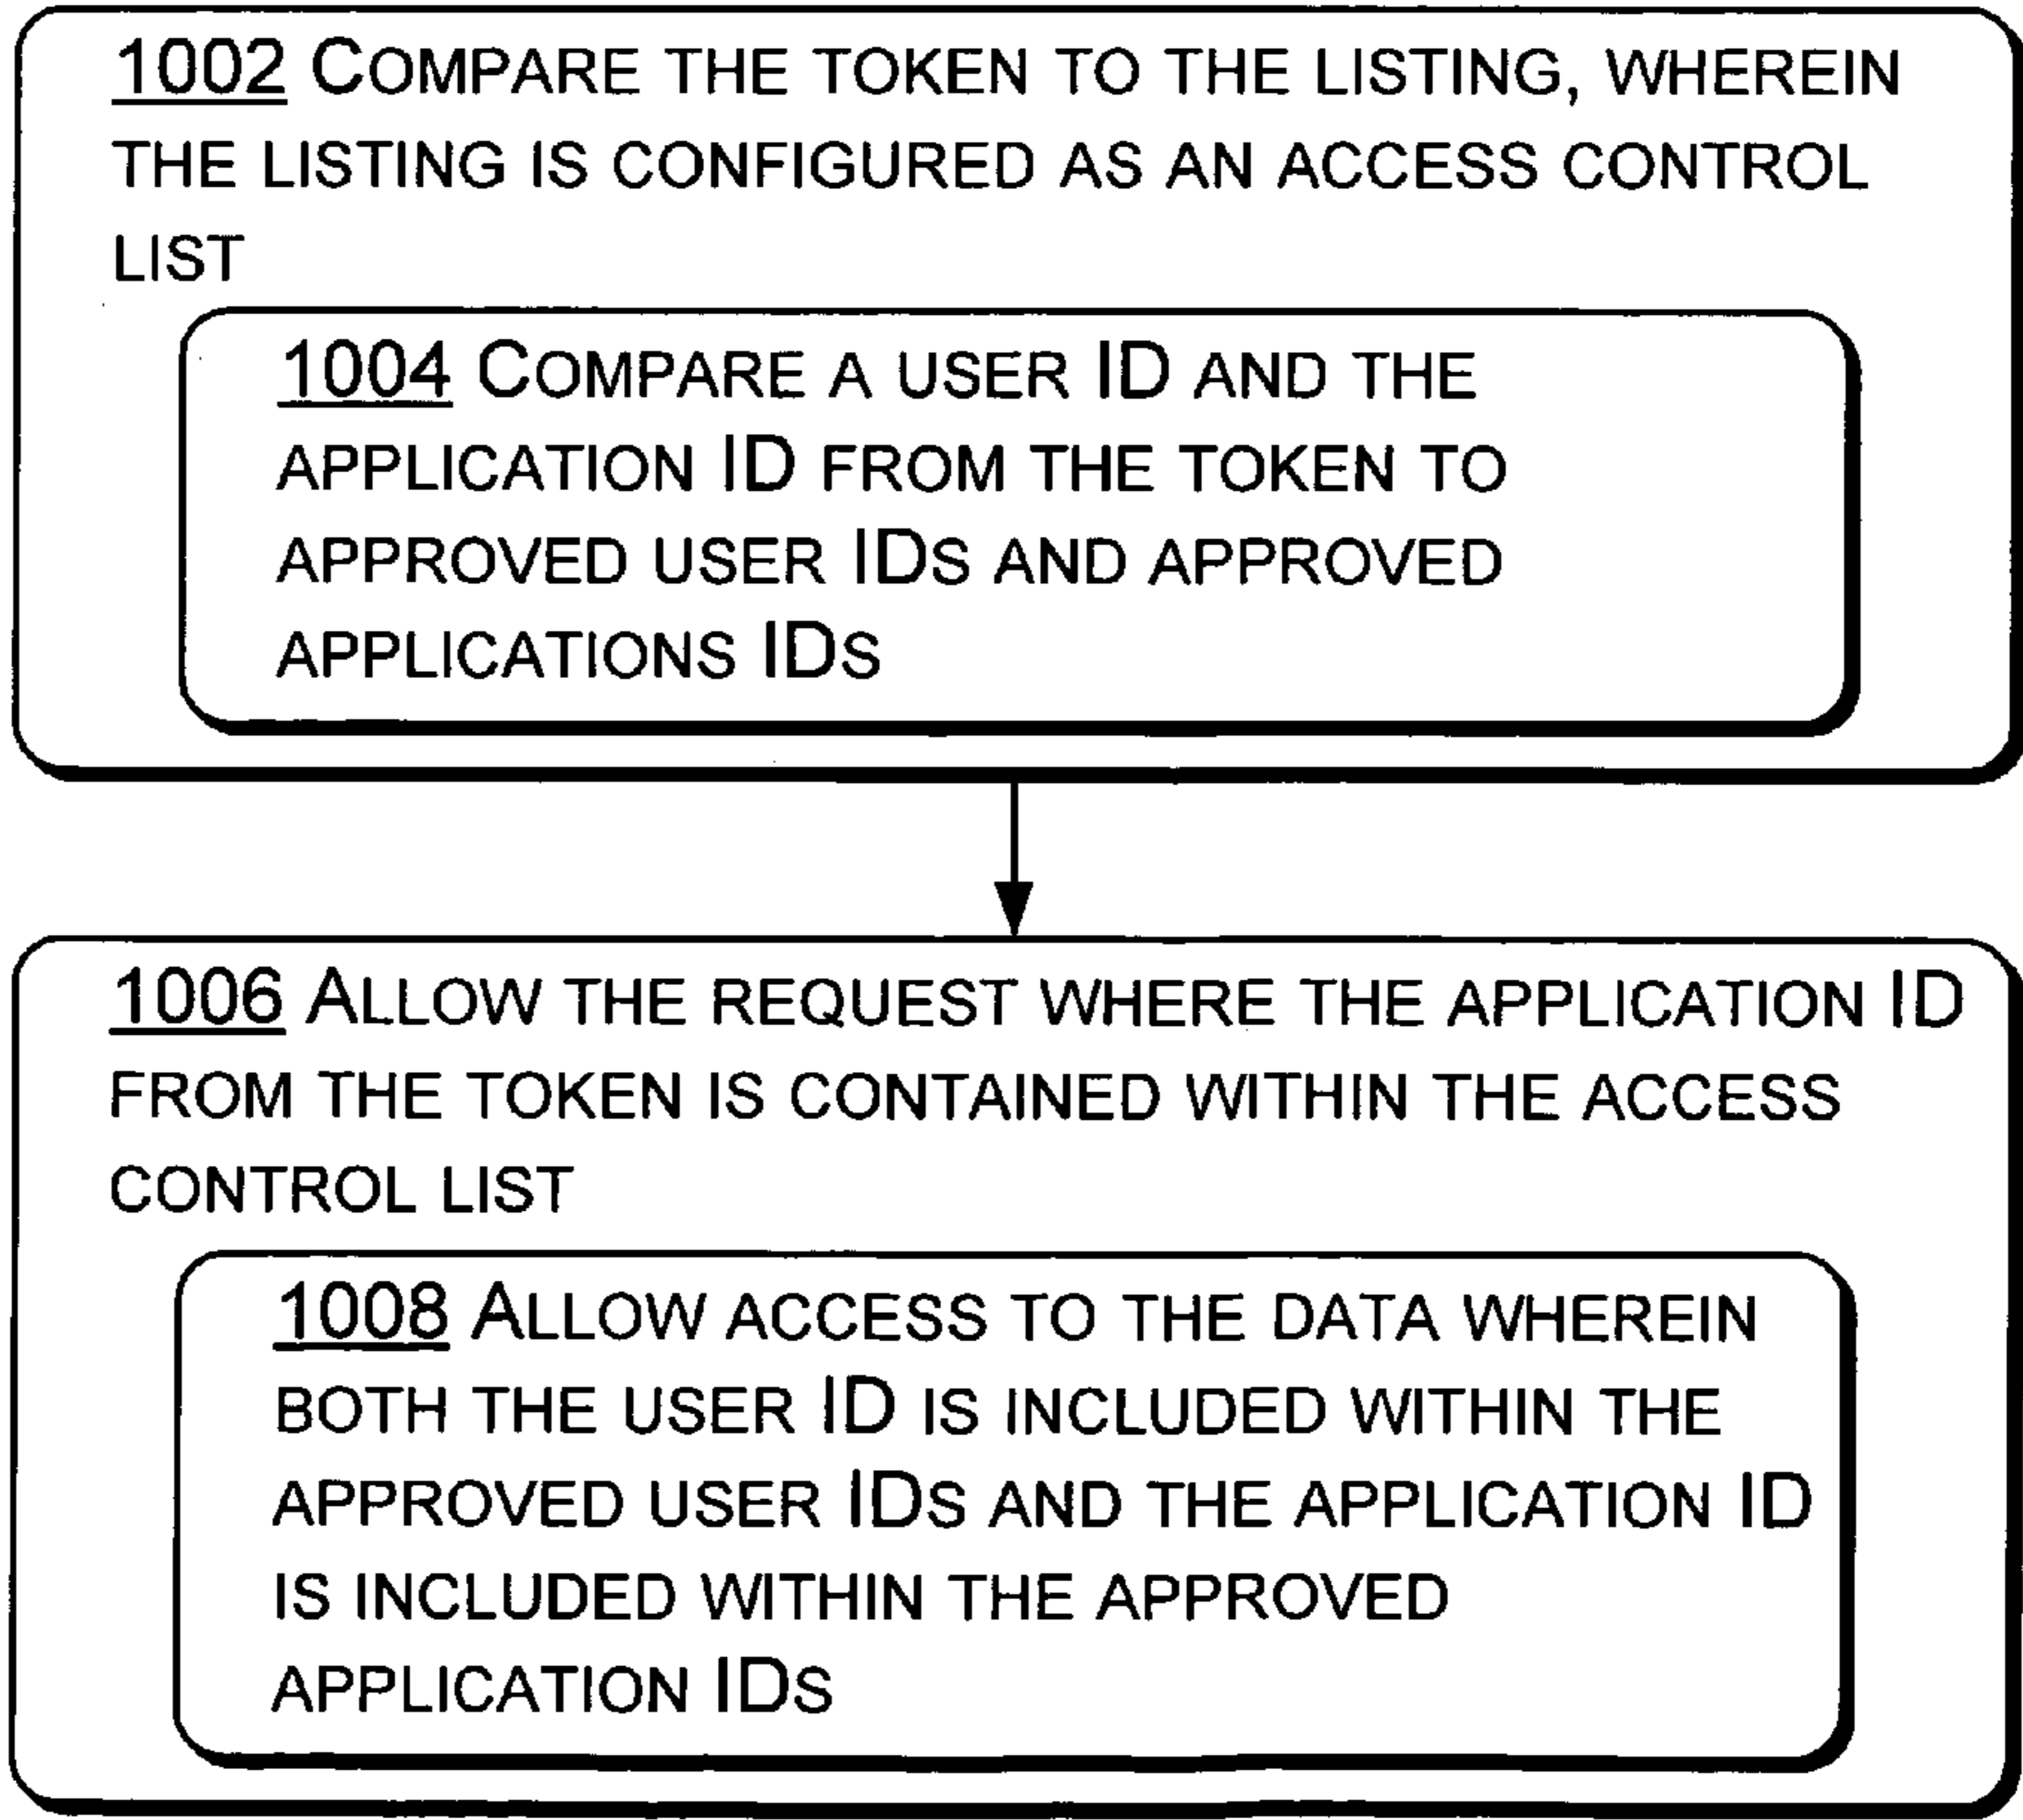 1002 COMPARE THE TOKEN TO THE LISTING, WHEREIN
THE LISTING IS CONFIGURED AS AN ACCESS CONTROL
LIST
1004 COMPARE A USER ID AND THE
APPLICATION ID FROM THE TOKEN TO
APPROVED USER IDS AND APPROVED
APPLICATIONS IDS
1006 ALLOW THE REQUEST WHERE THE APPLICATION ID
FROM THE TOKEN IS CONTAINED WITHIN THE ACCESS
CONTROL LIST
1008 ALLOW ACCESS TO THE DATA WHEREIN
BOTH THE USER ID IS INCLUDED WITHIN THE
APPROVED USER IDS AND THE APPLICATION ID
IS INCLUDED WITHIN THE APPROVED
APPLICATION IDS